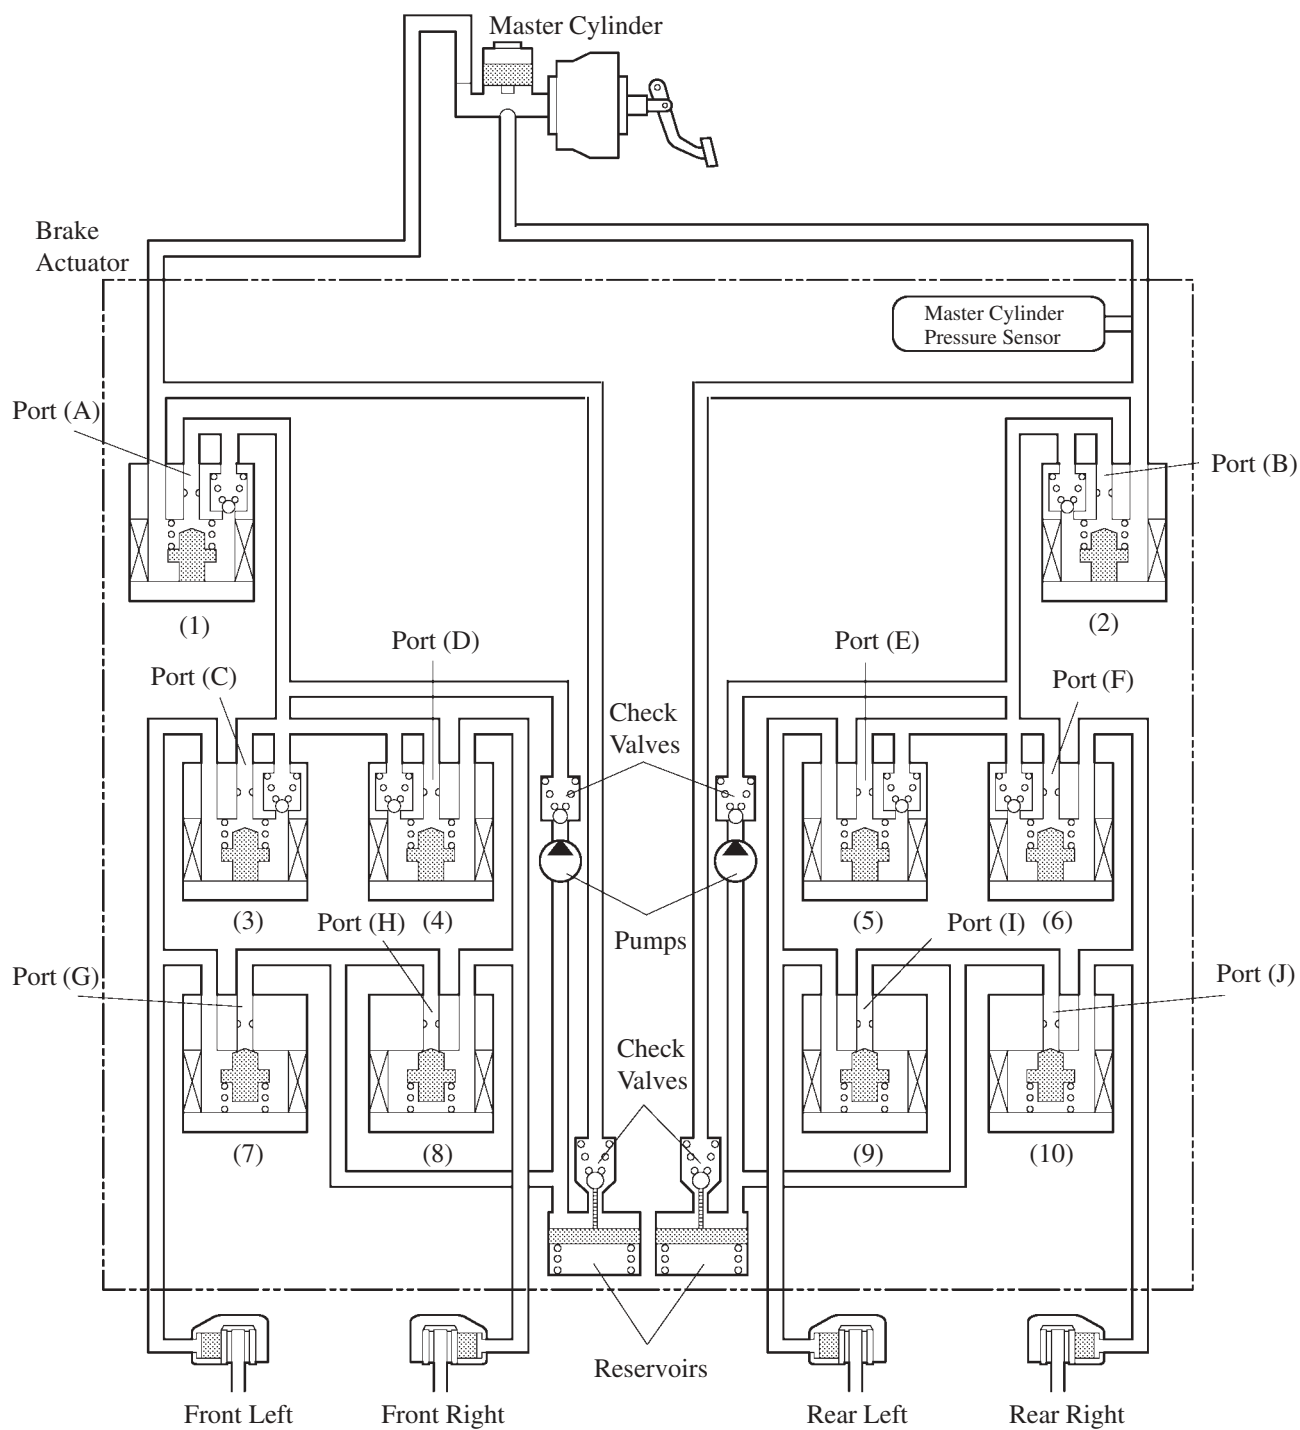 Master Cylinder
Brake
Actuator
Master Cylinder
Pressure Sensor
Port (A)
Port (B)
(1)
(2)
Port (D)
Port (E)
Port (C)
Port (F)
Check
Valves
(3)
Port (H)
(4)
(5)
Port (I)
(6)
Pumps
Port (G)
Port (J)
Check
Valves
(7)
(8)
(9)
(10)
Reservoirs
Front Left
Front Right
Rear Left
Rear Right